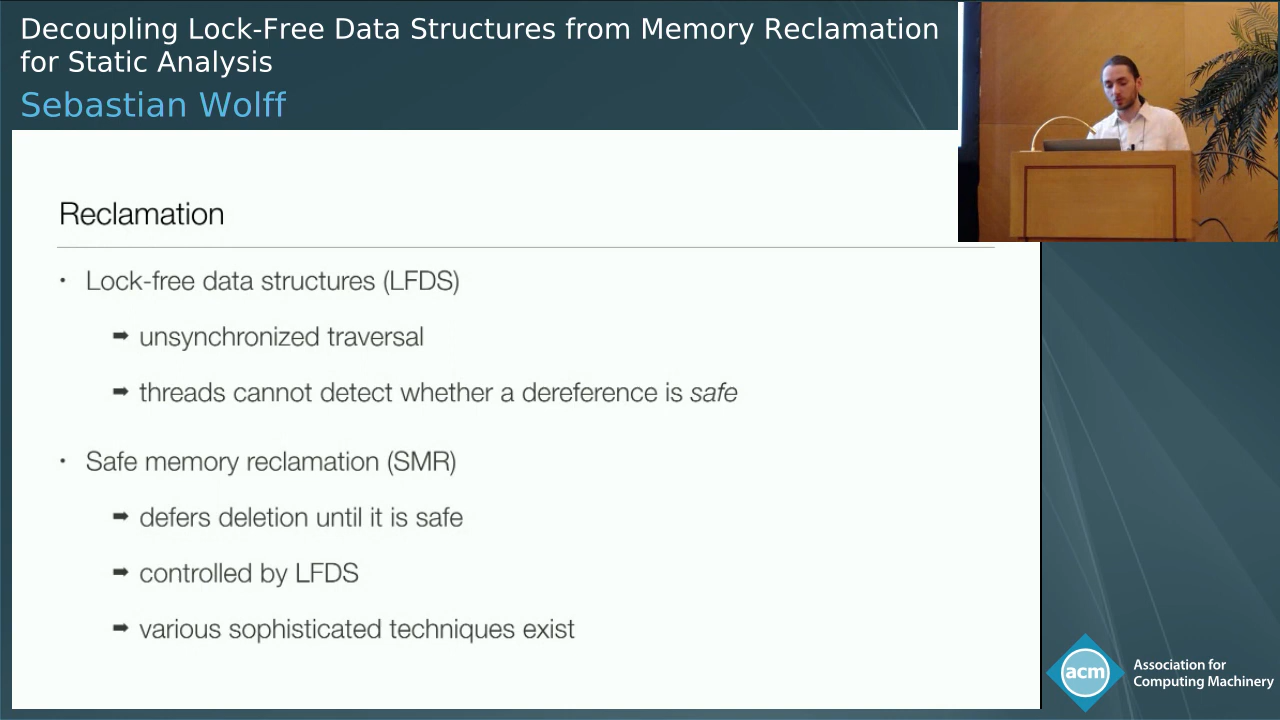 Decoupling Lock-Free Data Structures from Memory Reclamation
for Static Analysis
Sebastian Wolff
Reclamation
• Lock-free data structures (LFDS)
➡ unsynchronized traversal
➡ threads cannot detect whether a dereference is safe
• Safe memory reclamation (SMR)
➡ defers deletion until it is safe
➡ controlled by LFDS
➡ various sophisticated techniques exist
acm
Association for
Computing Machinery